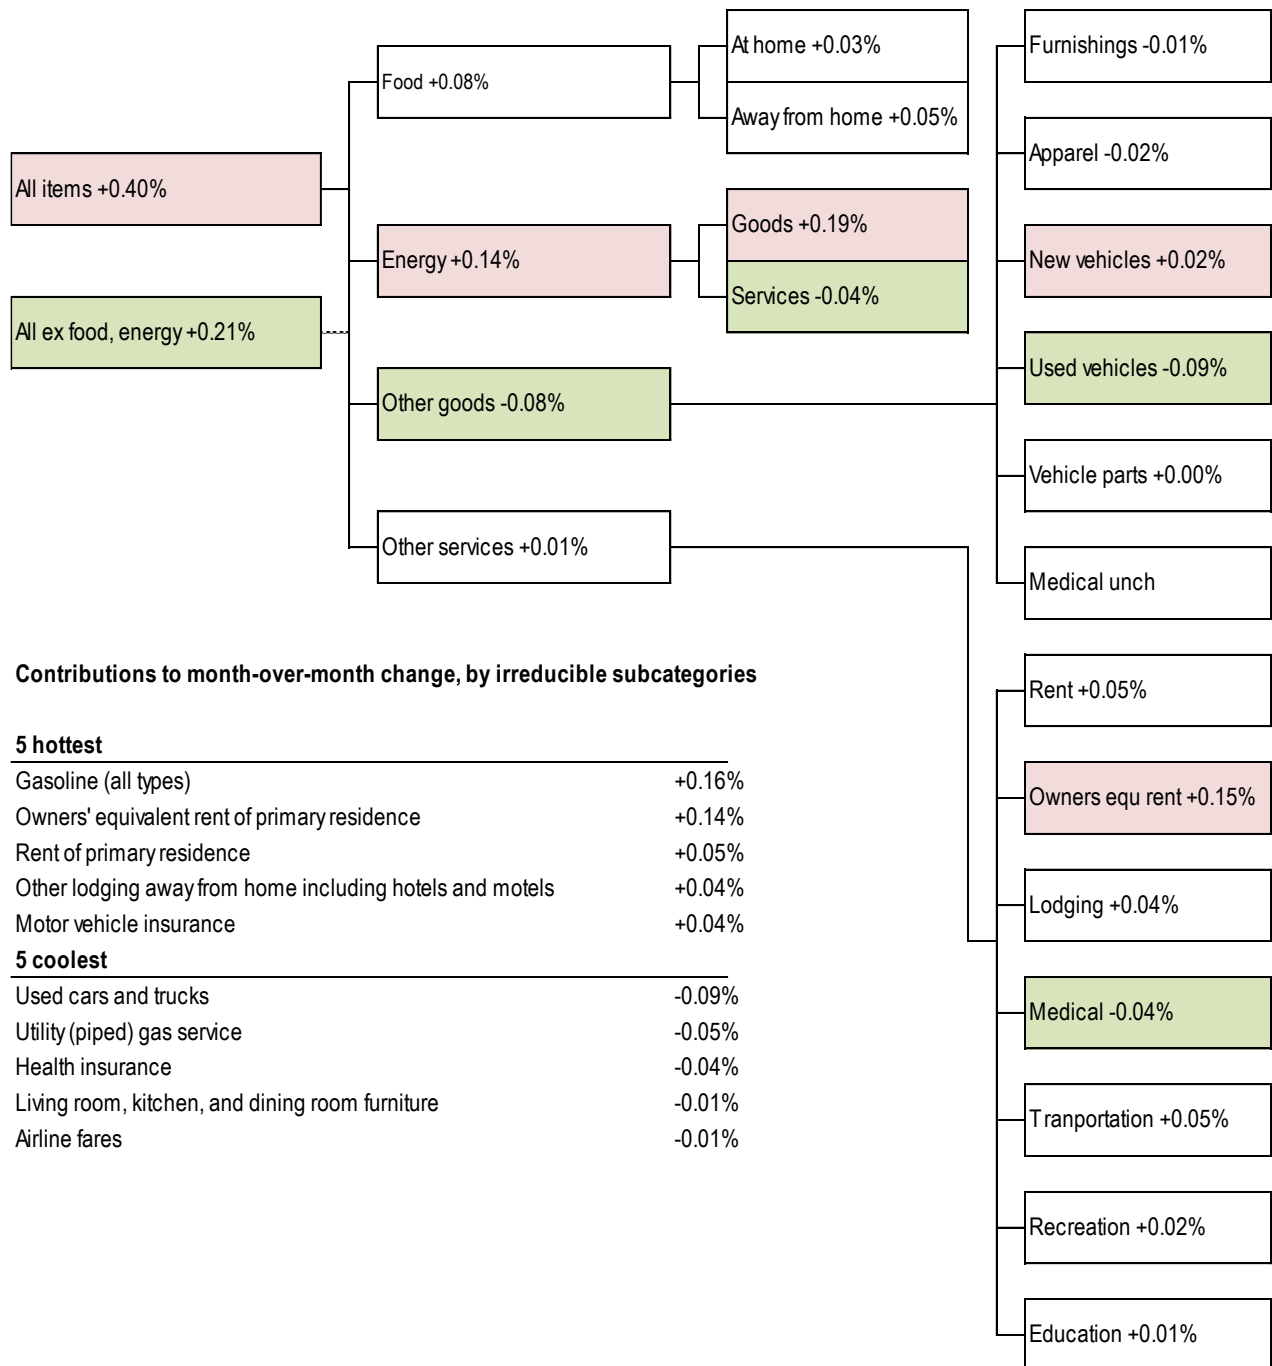 All items +0.40%
All ex food, energy +0.21%
Food +0.08%
Energy +0.14%
Other goods -0.08%
Other services +0.01%
At home +0.03%
Away from home +0.05%
Goods +0.19%
Services -0.04%
Furnishings -0.01%
Apparel -0.02%
New vehicles +0.02%
Used vehicles -0.09%
Vehicle parts +0.00%
Medical unch
Rent +0.05%
Owners equ rent +0.15%
Lodging +0.04%
Medical -0.04%
Tranportation +0.05%
Recreation +0.02%
Education +0.01%
Contributions to month-over-month change, by irreducible subcategories
5 hottest
Gasoline (all types) +0.16%
Owners' equivalent rent of primary residence +0.14%
Rent of primary residence +0.05%
Other lodging away from home including hotels and motels +0.04%
Motor vehicle insurance +0.04%
5 coolest
Used cars and trucks -0.09%
Utility (piped) gas service -0.05%
Health insurance -0.04%
Living room, kitchen, and dining room furniture -0.01%
Airline fares -0.01%